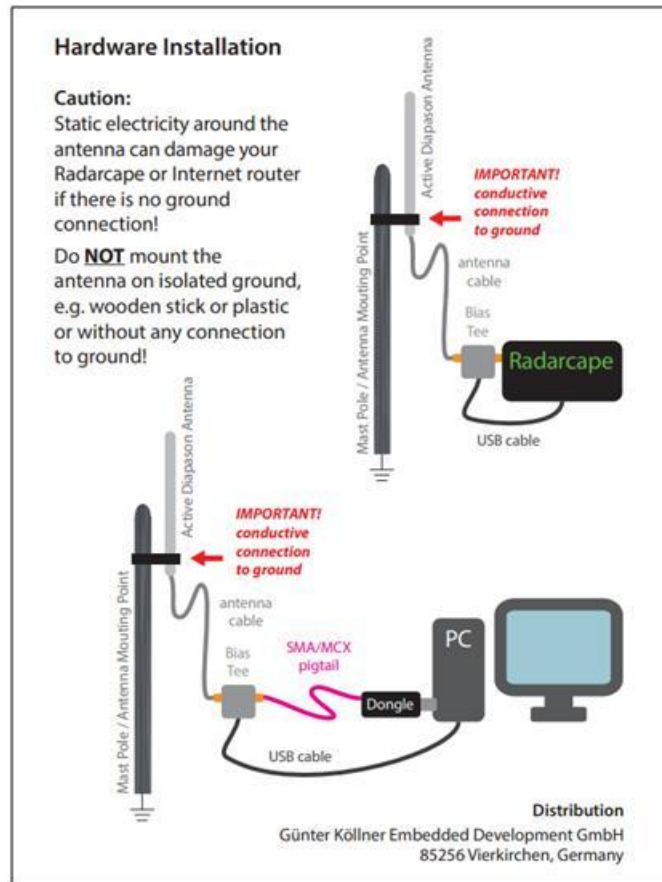 Hardware Installation
Caution:
Static electricity around the
antenna can damage your
Radarcape or Internet router
if there is no ground
connection!
Do NOT mount the
antenna on isolated ground,
e.g. wooden stick or plastic
or without any connection
to ground!
Mast Pole / Antenna Mouting Point
Active Diapason Antenna
IMPORTANT!
conductive
connection
to ground
antenna
cable
Bias
Tee
Radarcape
USB cable
Mast Pole / Antenna Mouting Point
Active Diapason Antenna
IMPORTANT!
conductive
connection
to ground
antenna
cable
Bias
Tee
SMA/MCX
pigtail
Dongle
PC
USB cable
Distribution
Günter Köllner Embedded Development GmbH
85256 Vierkirchen, Germany